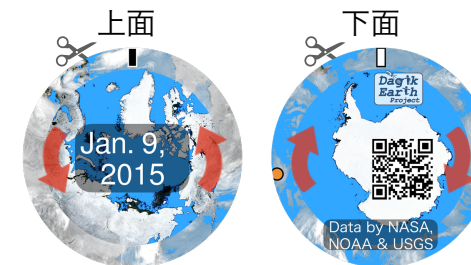 上面
下面
Jan. 9,
2015
Dagik
Earth
Project
Data by NASA,
NOAA & USGS